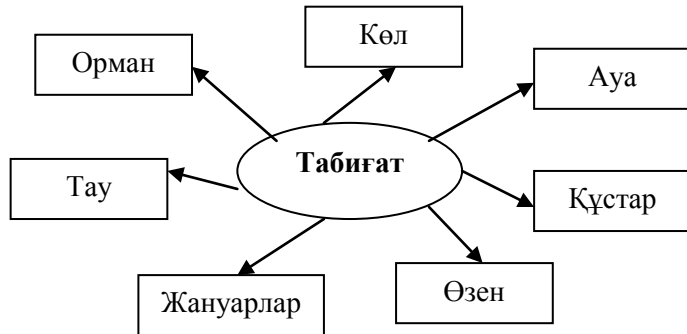 Көл
Орман
Ауа
Табиғат
Тау
Құстар
Өзен
Жануарлар